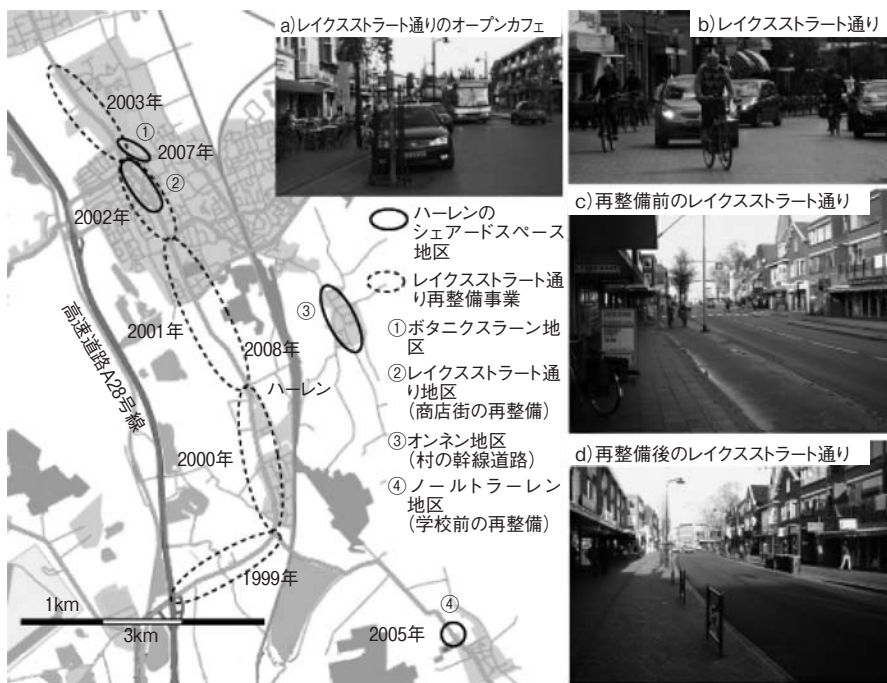 a)レイクスストラート通りのオープンカフェ
b)レイクスストラート通り
c)再整備前のレイクスストラート通り
d)再整備後のレイクスストラート通り
2003年
①
2007年
②
2002年
2001年
2008年
ハーレン
高速道路A28号線
2000年
1999年
③
④
2005年
1km
3km
ハーレンの
シェアードスペース
地区
レイクスストラート通
り再整備事業
①ボタニクスラーン地
区
②レイクスストラート通
り地区
(商店街の再整備)
③オンネン地区
(村の幹線道路)
④ノールトラーレン
地区
(学校前の再整備)